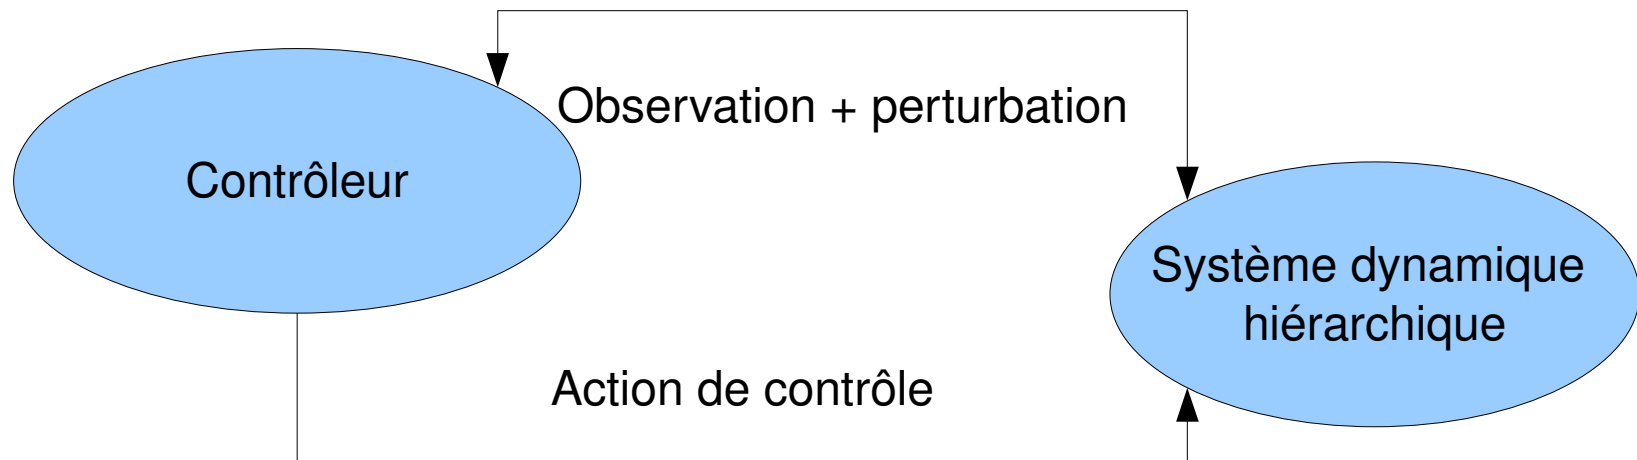 Observation + perturbation
Contrôleur
Système dynamique
hiérarchique
Action de contrôle